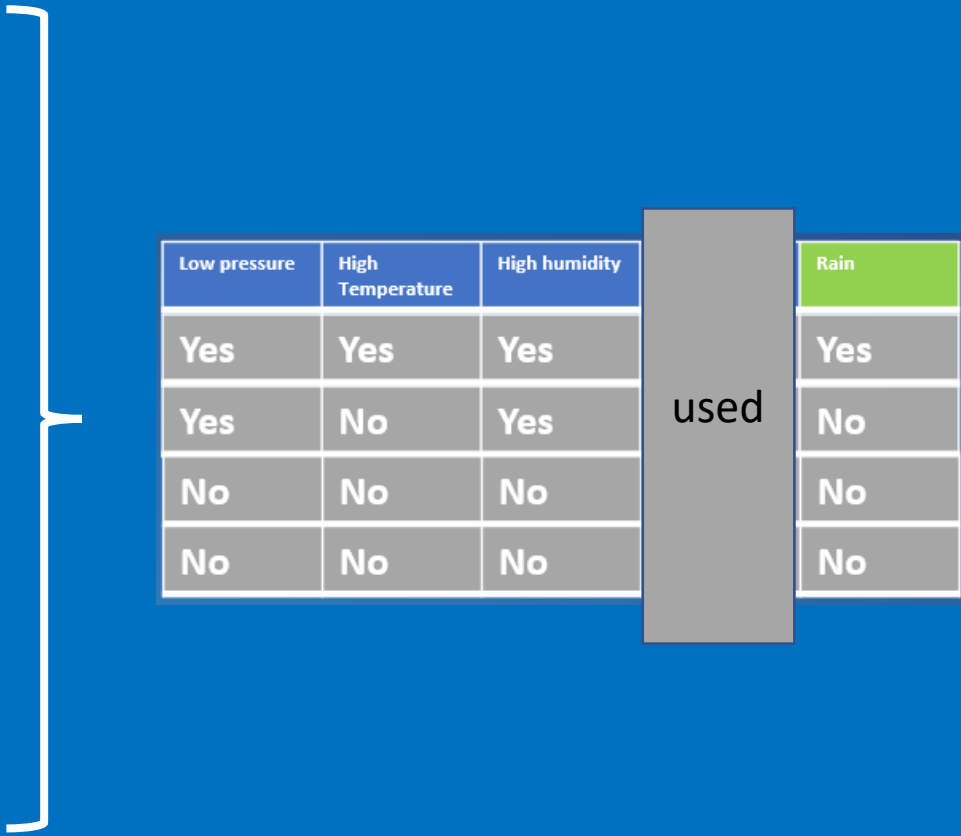 Low pressure High Temperature High humidity Rain
Yes Yes Yes Yes
Yes No Yes used No
No No No No
No No No No